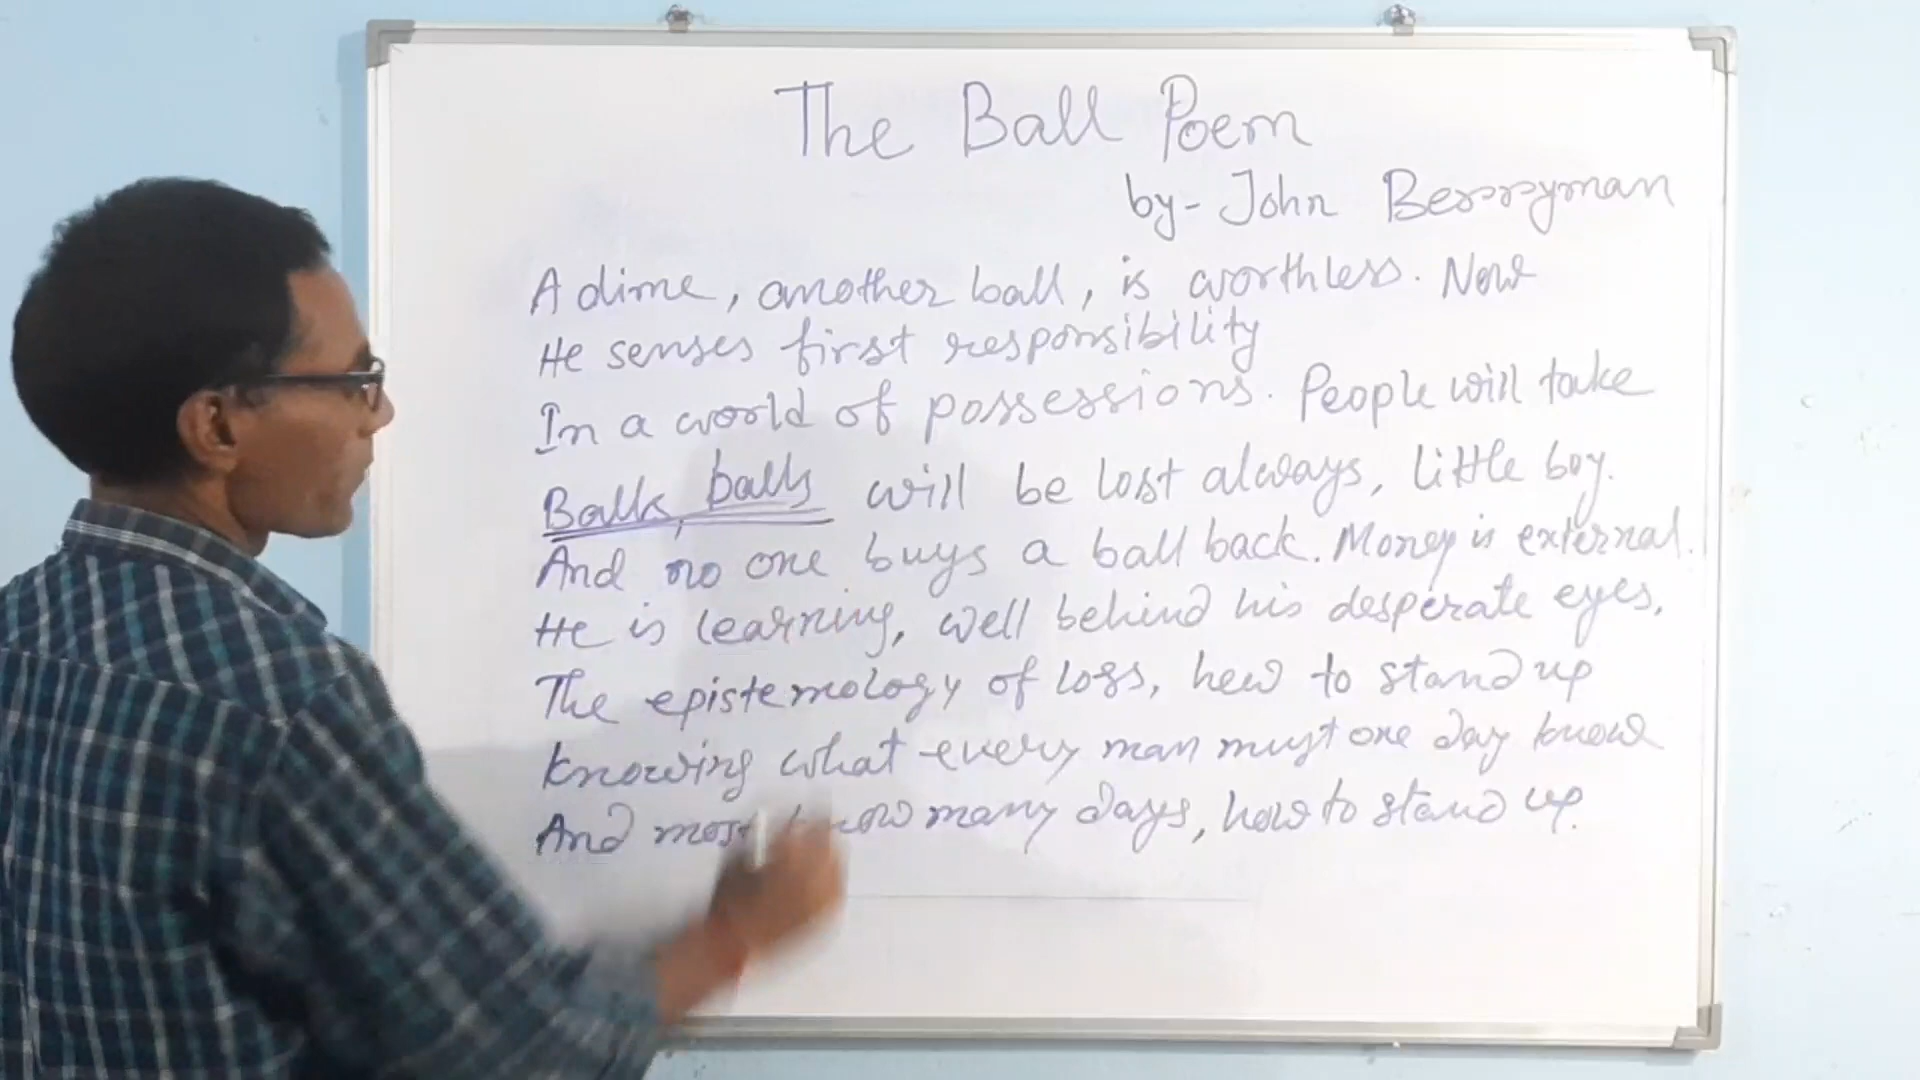 The Ball Poem
by- John Berryman
A dime, another ball, is worthless. Now
He senses first responsibility
In a world of possessions. People will take
Balls, balls will be lost always, little boy.
And no one buys a ball back. Money is external.
He is learning, well behind his desperate eyes,
The epistemology of loss, how to stand up
Knowing what every man must one day know
And most know many days, how to stand up.